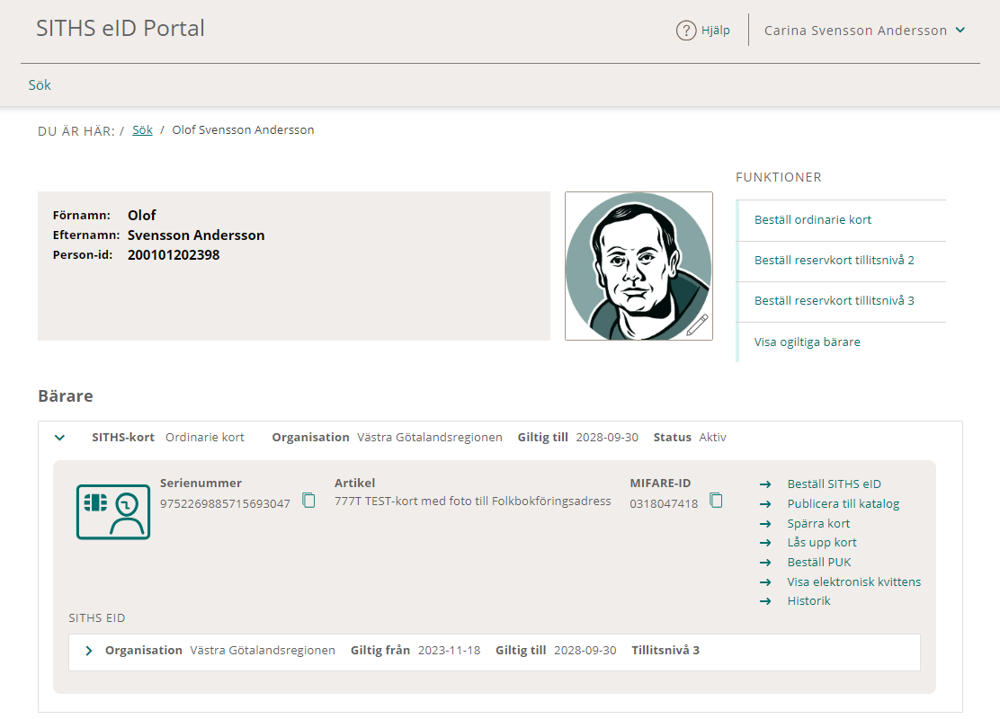 SITHS eID Portal
? Hjälp
Carina Svensson Andersson
Sök
DU ÄR HÄR: / Sök / Olof Svensson Andersson
FUNKTIONER
Förnamn: Olof
Efternamn: Svensson Andersson
Person-id: 200101202398
Beställ ordinarie kort
Beställ reservkort tillitsnivå 2
Beställ reservkort tillitsnivå 3
Visa ogiltiga bärare
Bärare
SITHS-kort Ordinarie kort Organisation Västra Götalandsregionen Giltig till 2028-09-30 Status Aktiv
Serienummer
9752269885715693047
Artikel
777T TEST-kort med foto till Folkbokföringsadress
MIFARE-ID
0318047418
Beställ SITHS eID
Publicera till katalog
Spärra kort
Lås upp kort
Beställ PUK
Visa elektronisk kvittens
Historik
SITHS EID
Organisation Västra Götalandsregionen Giltig från 2023-11-18 Giltig till 2028-09-30 Tillitsnivå 3